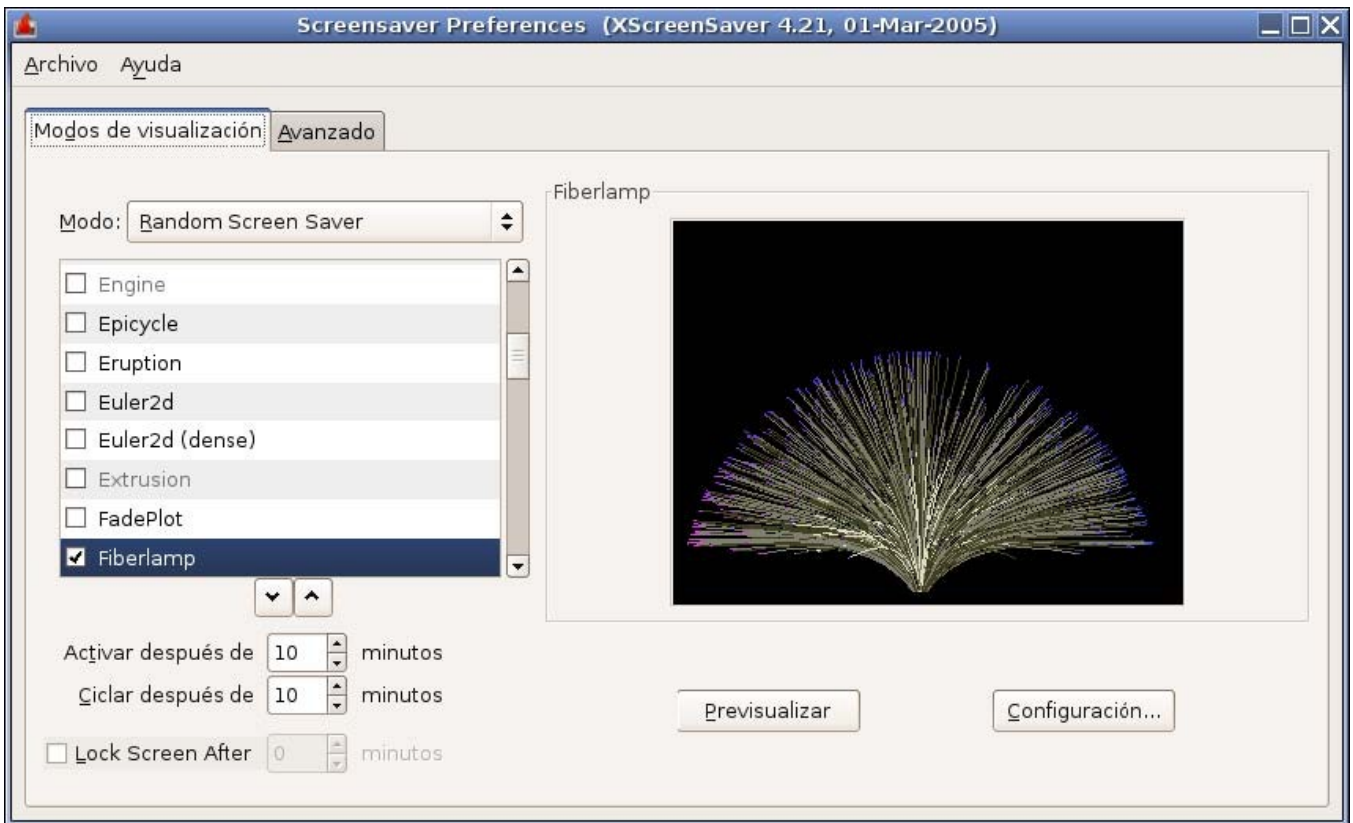 Screensaver Preferences (XScreenSaver 4.21, 01-Mar-2005)
Archivo Ayuda
Modos de visualización Avanzado
Modo: Random Screen Saver
Engine
Epicycle
Eruption
Euler2d
Euler2d (dense)
Extrusion
FadePlot
Fiberlamp
Activar después de 10 minutos
Ciclar después de 10 minutos
Lock Screen After 0 minutos
Fiberlamp
Previsualizar Configuración...